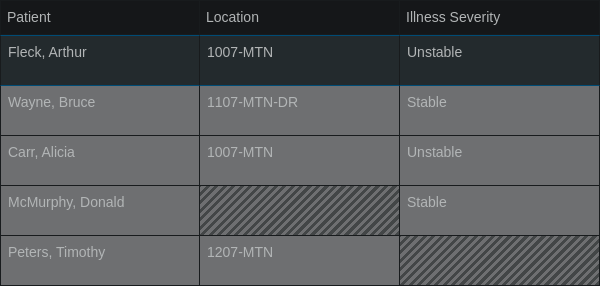 Patient Location Illness Severity
Fleck, Arthur 1007-MTN Unstable
Wayne, Bruce 1107-MTN-DR Stable
Carr, Alicia 1007-MTN Unstable
McMurphy, Donald Stable
Peters, Timothy 1207-MTN